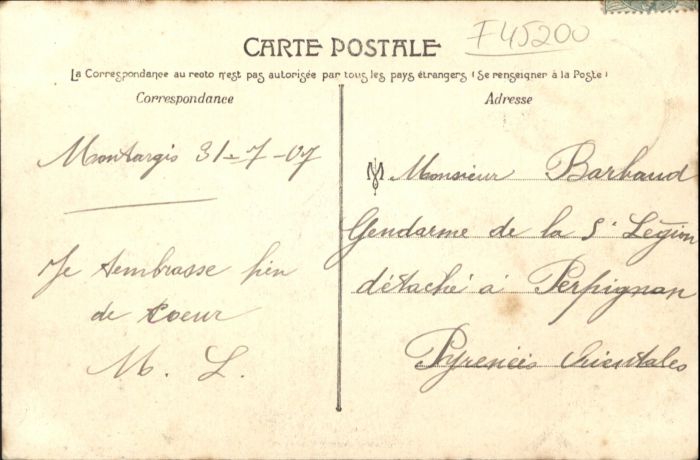 F45200
CARTE POSTALE
La Correspondance au recto n'est pas autorisée par tous les pays étrangers (Se renseigner à la Poste)
Correspondance
Adresse
Montargis 31-7-07
Je tembrasse bien
de coeur
M. L.
Monsieur Barbaud
Gendarme de la 5e Légion
détaché à Perpignan
Pyrenéés Orientales